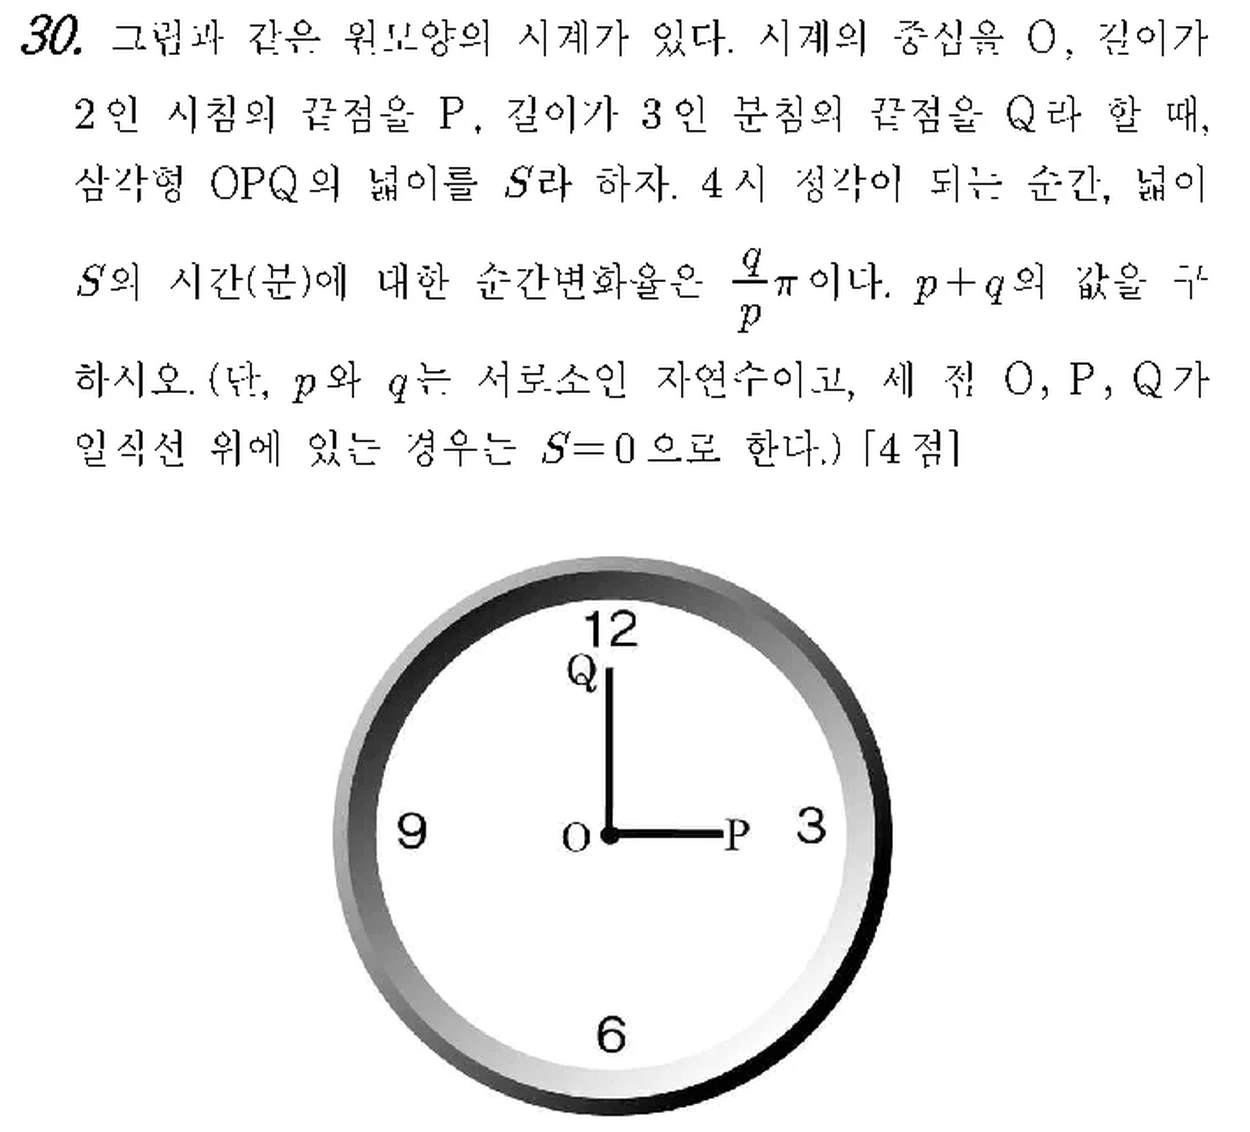 30. 그림과 같은 원모양의 시계가 있다. 시계의 중심을 O, 길이가
2인 시침의 끝점을 P, 길이가 3인 분침의 끝점을 Q라 할 때,
삼각형 OPQ의 넓이를 S라 하자. 4시 정각이 되는 순간, 넓이
S의 시간(분)에 대한 순간변화율은 q/p π이다. p+q의 값을 구
하시오. (단, p와 q는 서로소인 자연수이고, 세 점 O, P, Q가
일직선 위에 있는 경우는 S=0으로 한다.) [4점]
12
Q
9
O
P
3
6